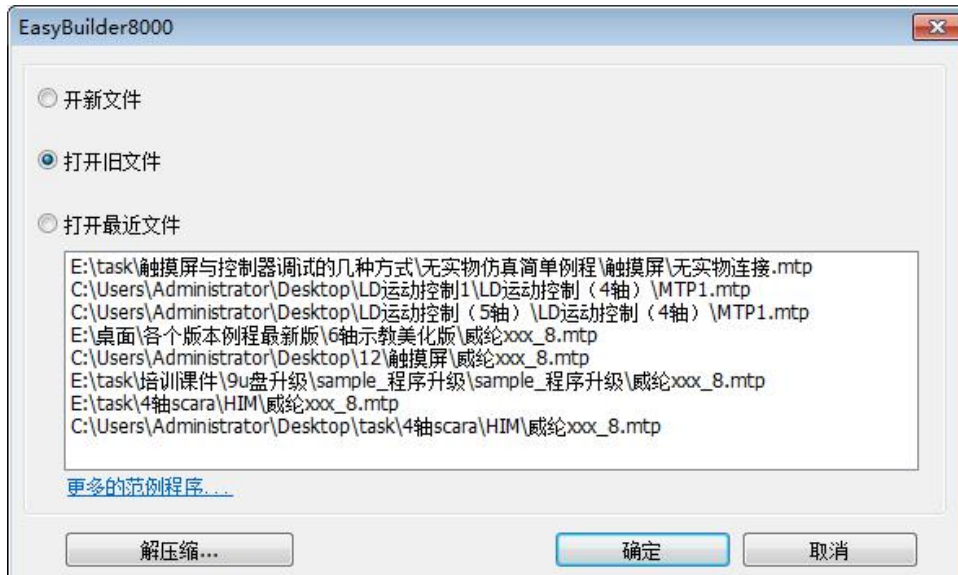 EasyBuilder8000
开新文件
打开旧文件
打开最近文件
E:\task\触摸屏与控制器调试的几种方式\无实物仿真简单例程\触摸屏\无实物连接.mtp
C:\Users\Administrator\Desktop\LD运动控制1\LD运动控制（4轴）\MTP1.mtp
C:\Users\Administrator\Desktop\LD运动控制（5轴）\LD运动控制（4轴）\MTP1.mtp
E:\桌面\各个版本例程最新版\6轴示教美化版\威纶xxx_8.mtp
C:\Users\Administrator\Desktop\12\触摸屏\威纶xxx_8.mtp
E:\task\培训课件\9u盘升级\sample_程序升级\sample_程序升级\威纶xxx_8.mtp
E:\task\4轴scara\HIM\威纶xxx_8.mtp
C:\Users\Administrator\Desktop\task\4轴scara\HIM\威纶xxx_8.mtp
更多的范例程序...
解压缩... 确定 取消